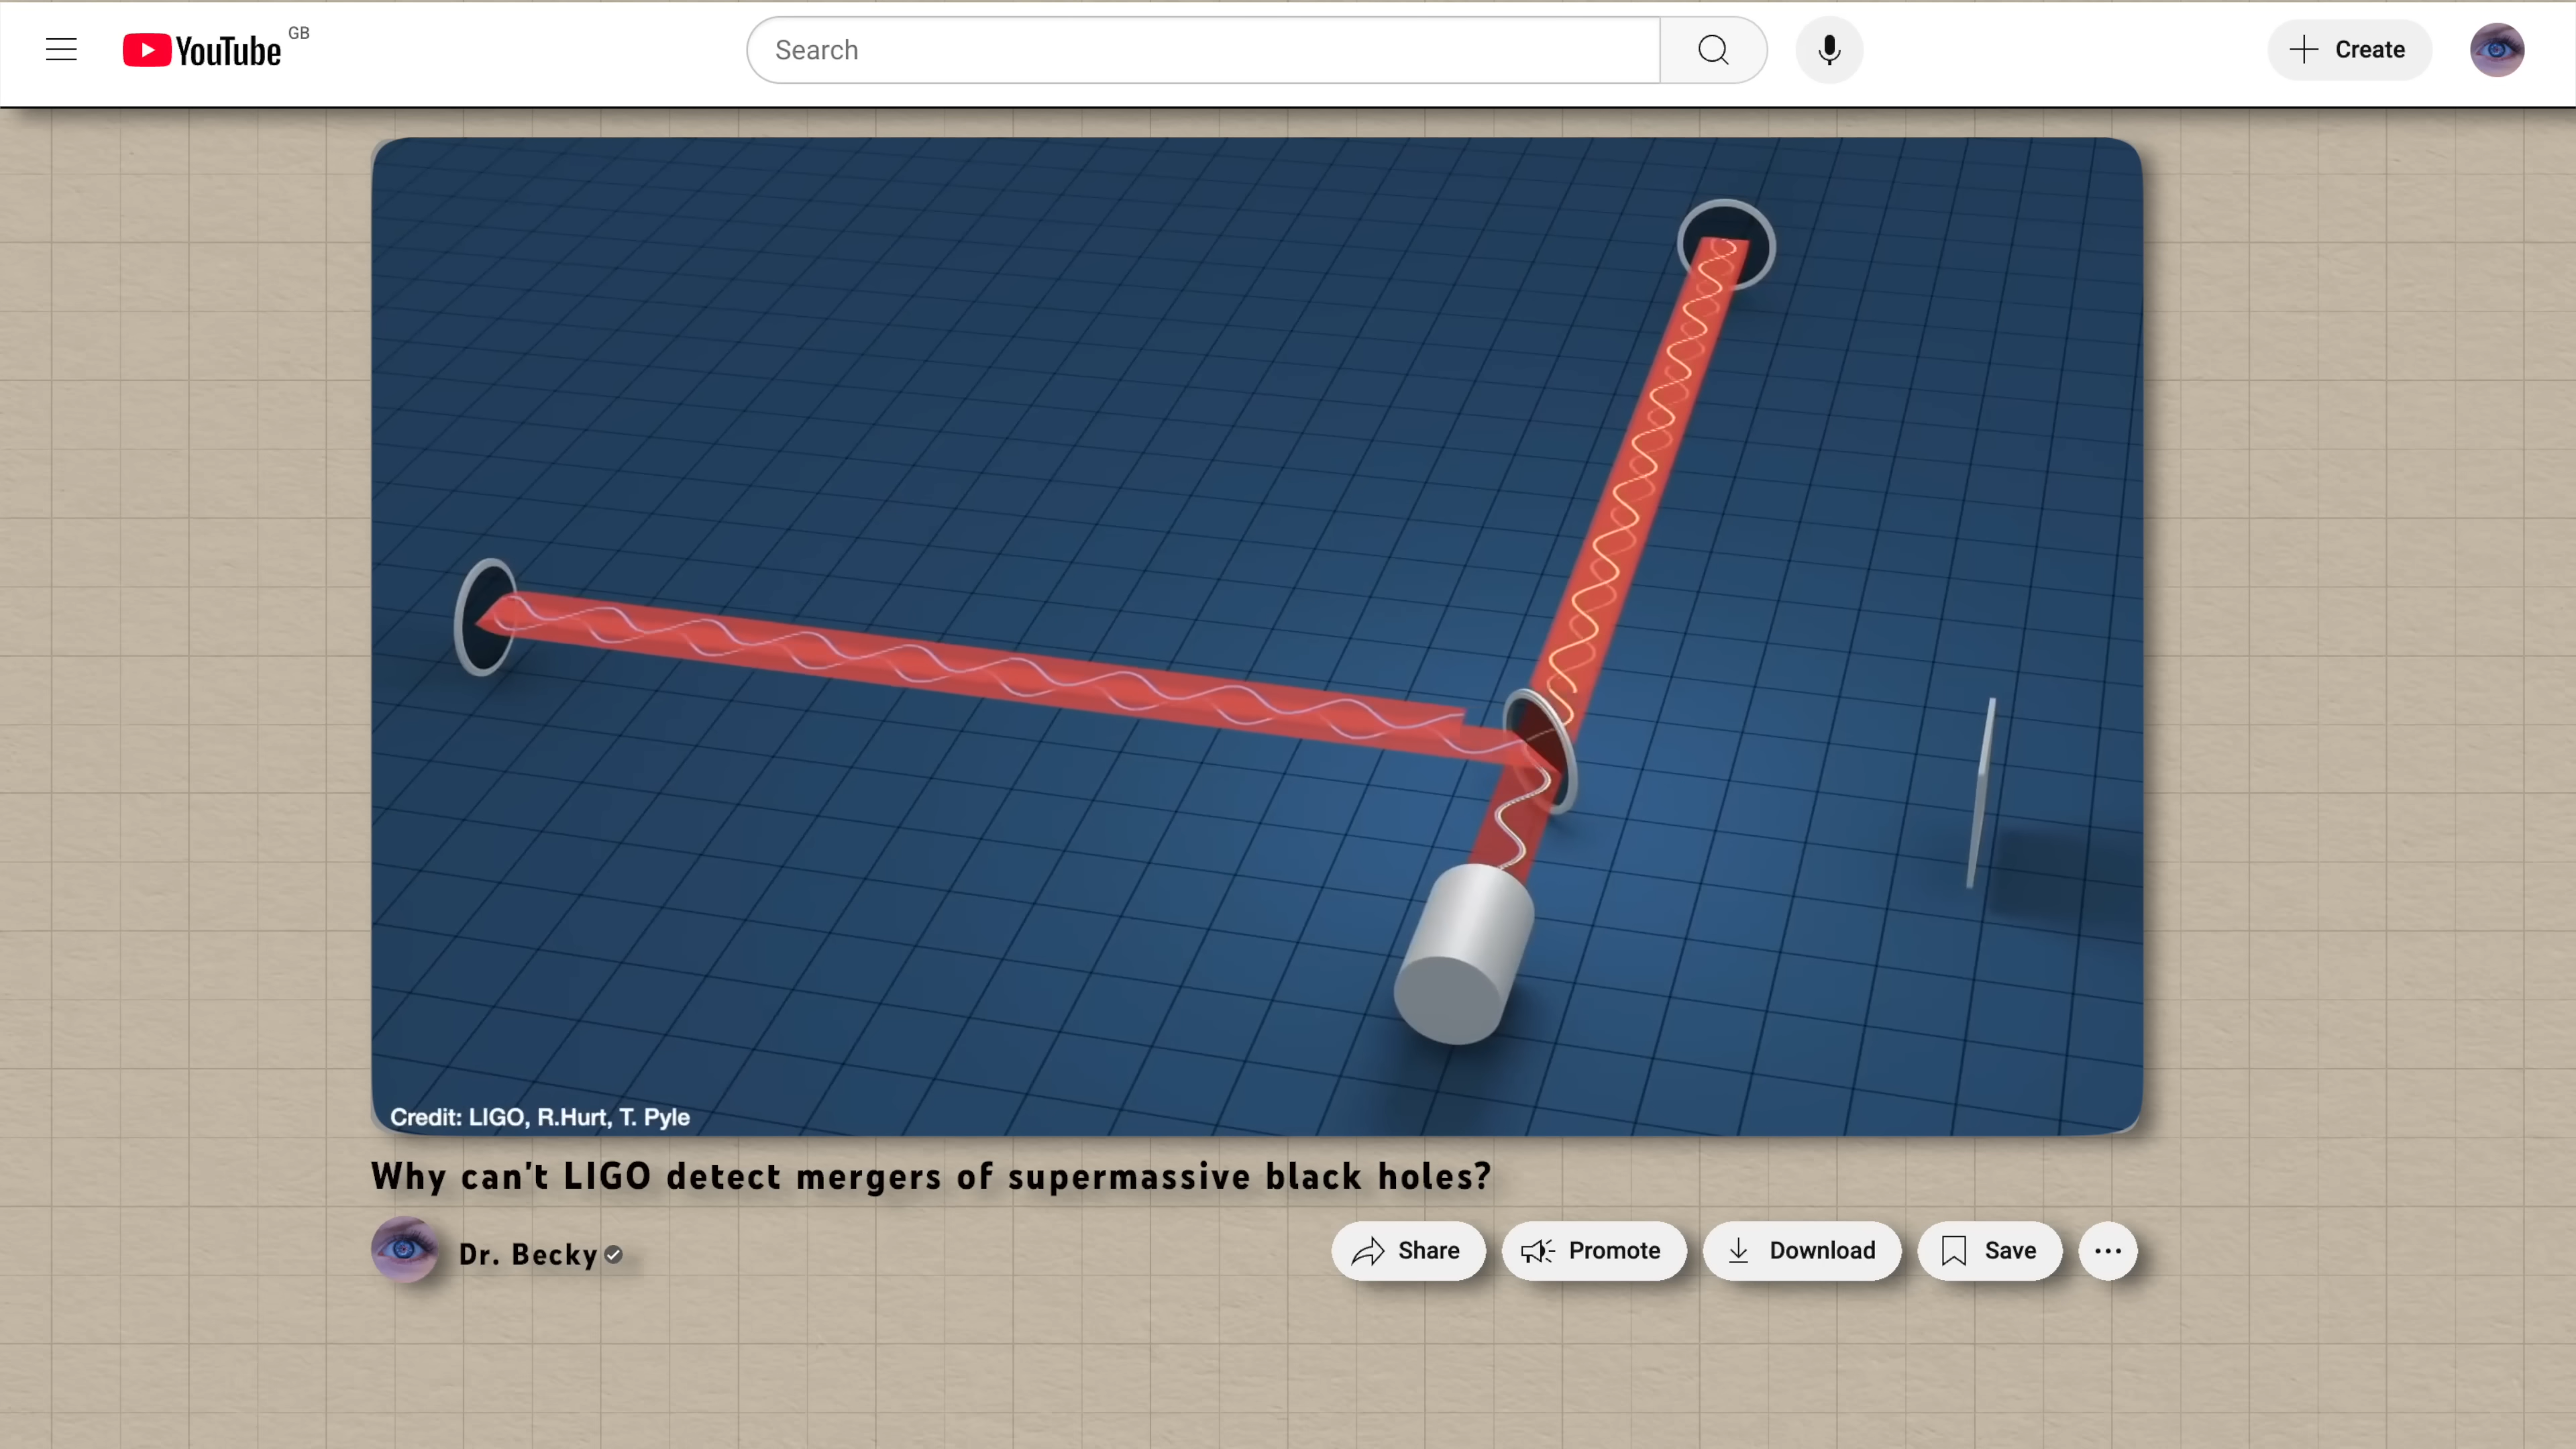 YouTube GB
Search
Create
Credit: LIGO, R.Hurt, T. Pyle
Why can't LIGO detect mergers of supermassive black holes?
Dr. Becky
Share
Promote
Download
Save